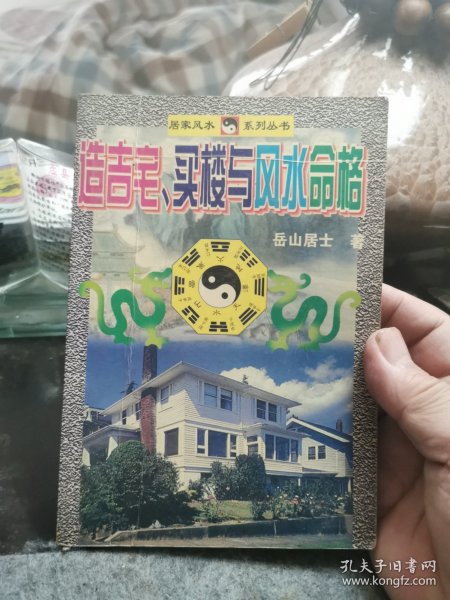 居家风水 系列丛书
造吉宅、买楼与风水命格
岳山居士 著
孔夫子旧书网
www.kongfz.com